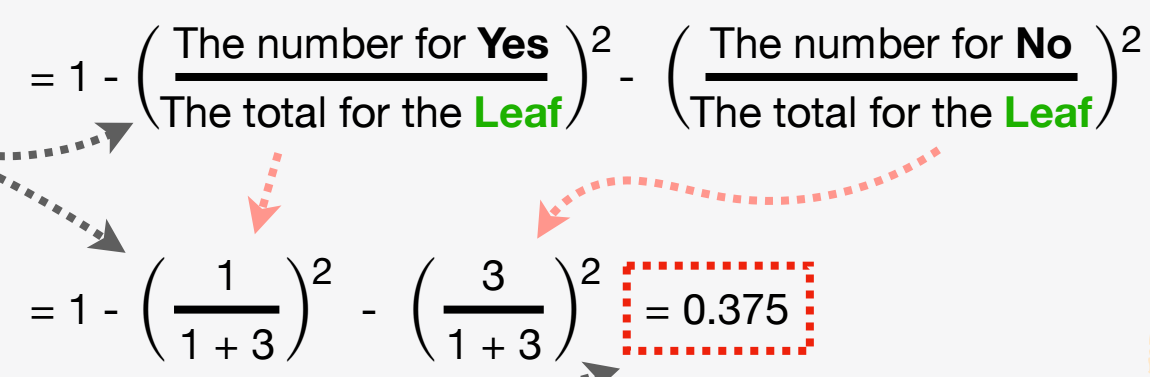 = 1 - ( The number for Yes / The total for the Leaf )² - ( The number for No / The total for the Leaf )²
= 1 - ( 1 / 1 + 3 )² - ( 3 / 1 + 3 )² = 0.375